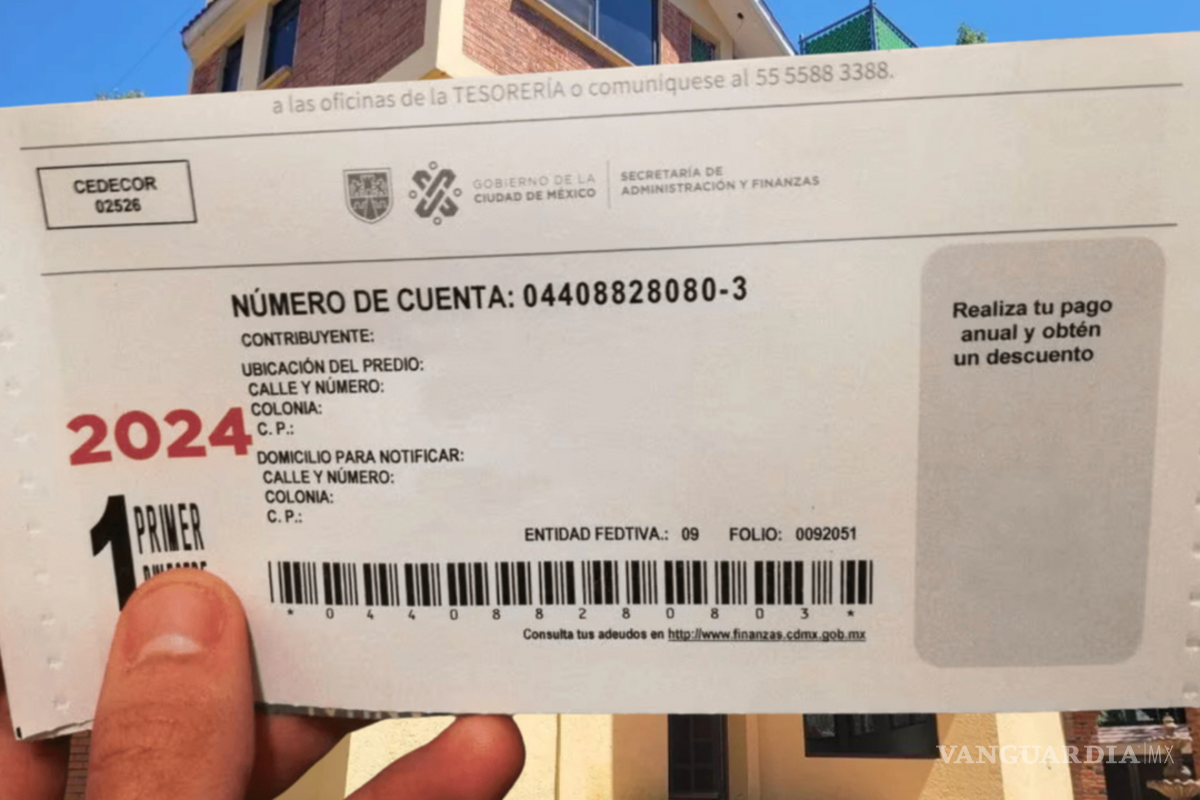 a las oficinas de la TESORERÍA o comuníquese al 55 5588 3388.
CEDECOR
02526
GOBIERNO DE LA
CIUDAD DE MÉXICO
SECRETARÍA DE
ADMINISTRACIÓN Y FINANZAS
NÚMERO DE CUENTA: 04408828080-3
CONTRIBUYENTE:
UBICACIÓN DEL PREDIO:
CALLE Y NÚMERO:
COLONIA:
C. P.:
DOMICILIO PARA NOTIFICAR:
CALLE Y NÚMERO:
COLONIA:
C. P.:
2024
1 PRIMER
Realiza tu pago
anual y obtén
un descuento
ENTIDAD FEDTIVA.: 09 FOLIO: 0092051
* 0 4 4 0 8 8 2 8 0 8 0 3 *
Consulta tus adeudos en http://www.finanzas.cdmx.gob.mx
VANGUARDIA|MX